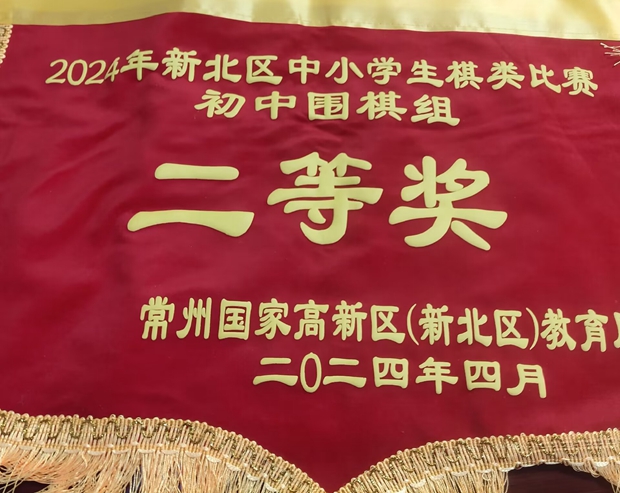 2024年新北区中小学生棋类比赛
初中围棋组
二等奖
常州国家高新区(新北区)教育
二〇二四年四月